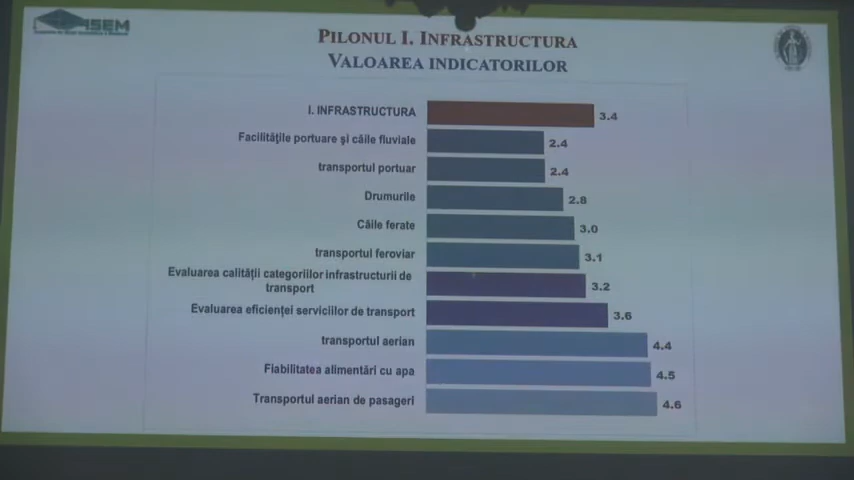 ASEM
PILONUL I. INFRASTRUCTURA
VALOAREA INDICATORILOR
I. INFRASTRUCTURA 3.4
Facilitățile portuare și căile fluviale 2.4
transportul portuar 2.4
Drumurile 2.8
Căile ferate 3.0
transportul feroviar 3.1
Evaluarea calității categoriilor infrastructurii de
transport 3.2
Evaluarea eficienței serviciilor de transport 3.6
transportul aerian 4.4
Fiabilitatea alimentări cu apa 4.5
Transportul aerian de pasageri 4.6